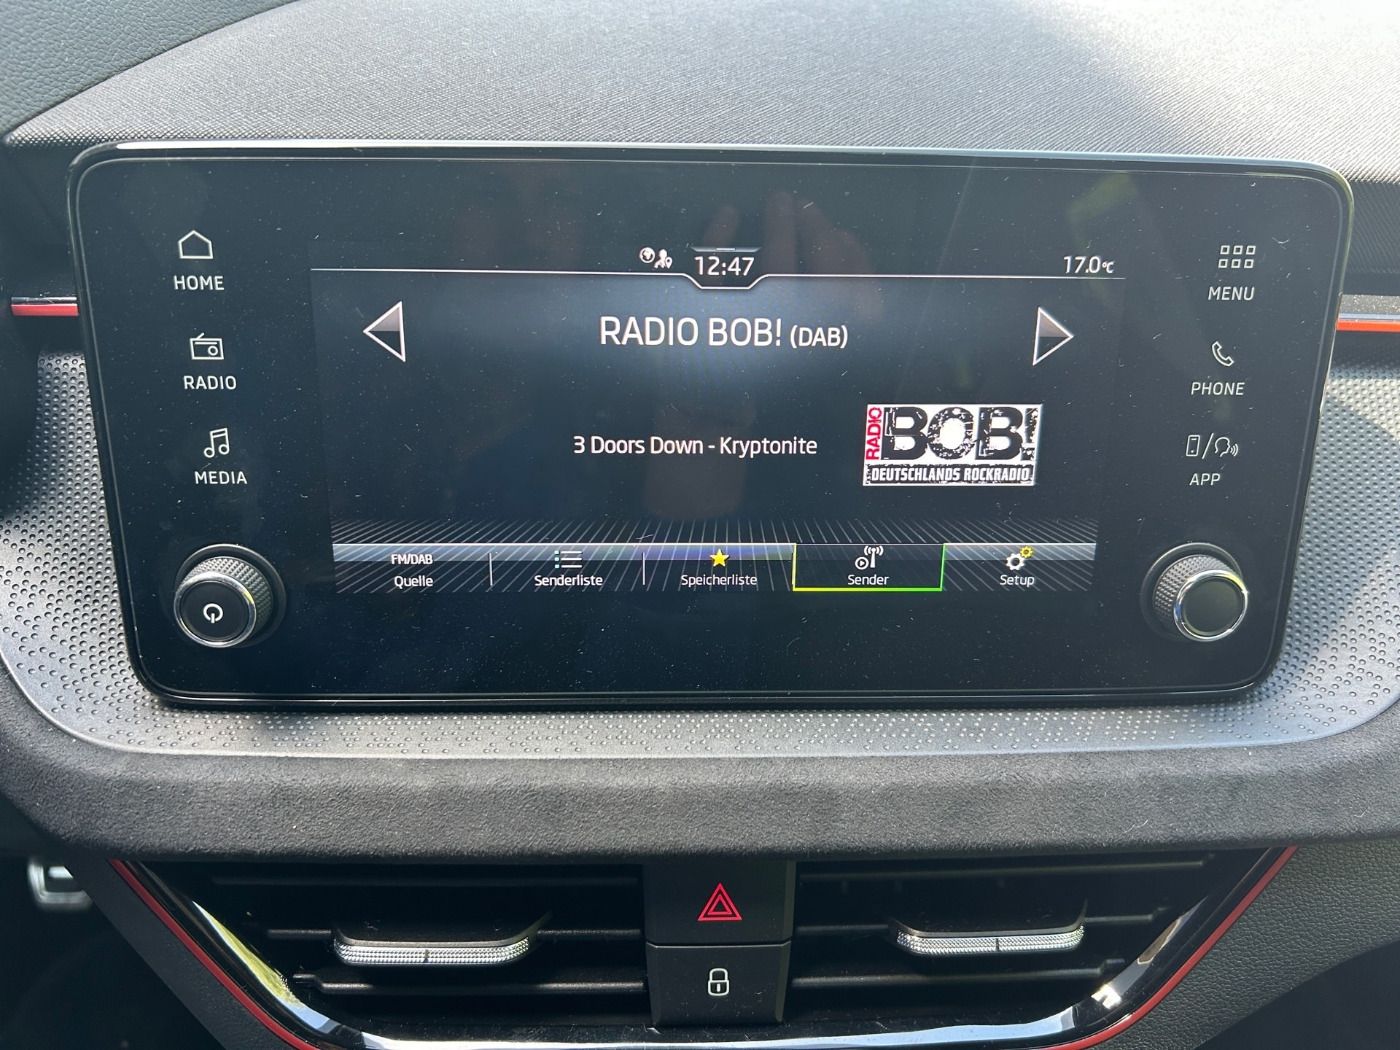 12:47
17.0°C
HOME
MENU
RADIO BOB! (DAB)
RADIO
PHONE
3 Doors Down - Kryptonite
RADIO
BOB!
DEUTSCHLANDS ROCKRADIO
MEDIA
APP
FM/DAB
Quelle
Senderliste
Speicherliste
Sender
Setup